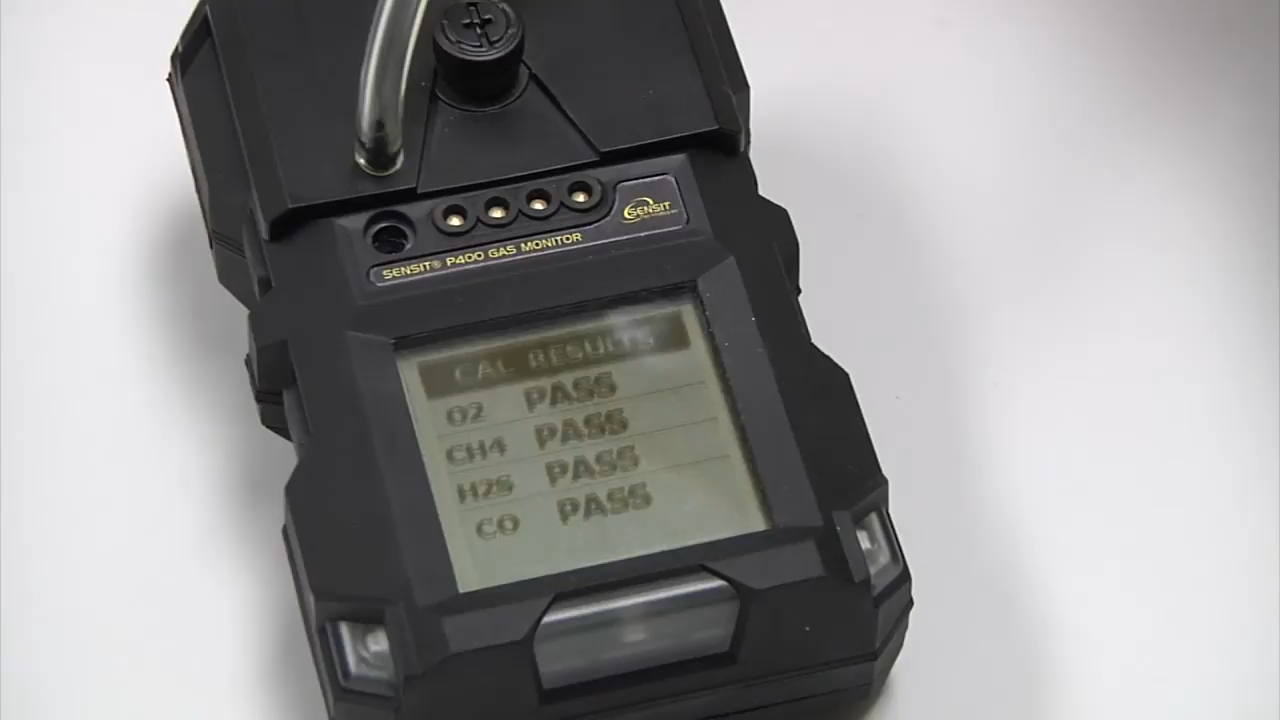 SENSIT
SENSIT® P400 GAS MONITOR
CAL RESULTS
O2 PASS
CH4 PASS
H2S PASS
CO PASS